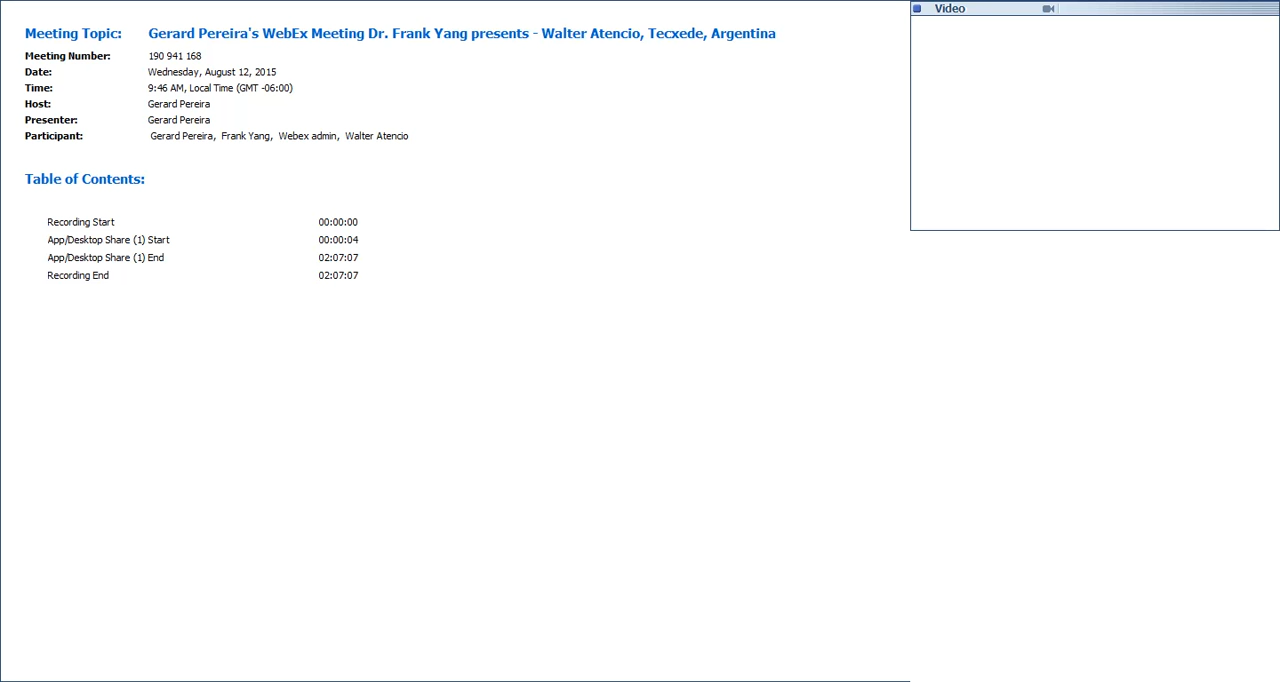 Meeting Topic: Gerard Pereira's WebEx Meeting Dr. Frank Yang presents - Walter Atencio, Tecxede, Argentina
Meeting Number: 190 941 168
Date: Wednesday, August 12, 2015
Time: 9:46 AM, Local Time (GMT -06:00)
Host: Gerard Pereira
Presenter: Gerard Pereira
Participant: Gerard Pereira, Frank Yang, Webex admin, Walter Atencio
Table of Contents:
Recording Start 00:00:00
App/Desktop Share (1) Start 00:00:04
App/Desktop Share (1) End 02:07:07
Recording End 02:07:07
Video